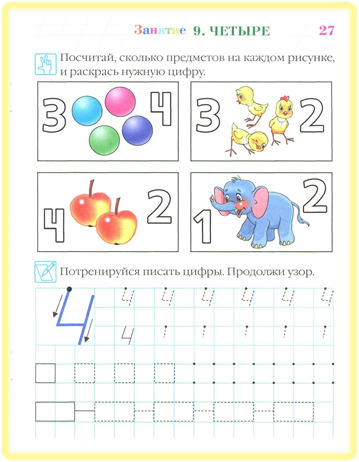 Занятие 9. ЧЕТЫРЕ 27
Посчитай, сколько предметов на каждом рисунке,
и раскрась нужную цифру.
3 4 3 2
4 2 1 2
Потренируйся писать цифры. Продолжи узор.
4 4 4 4 4 4 4
4